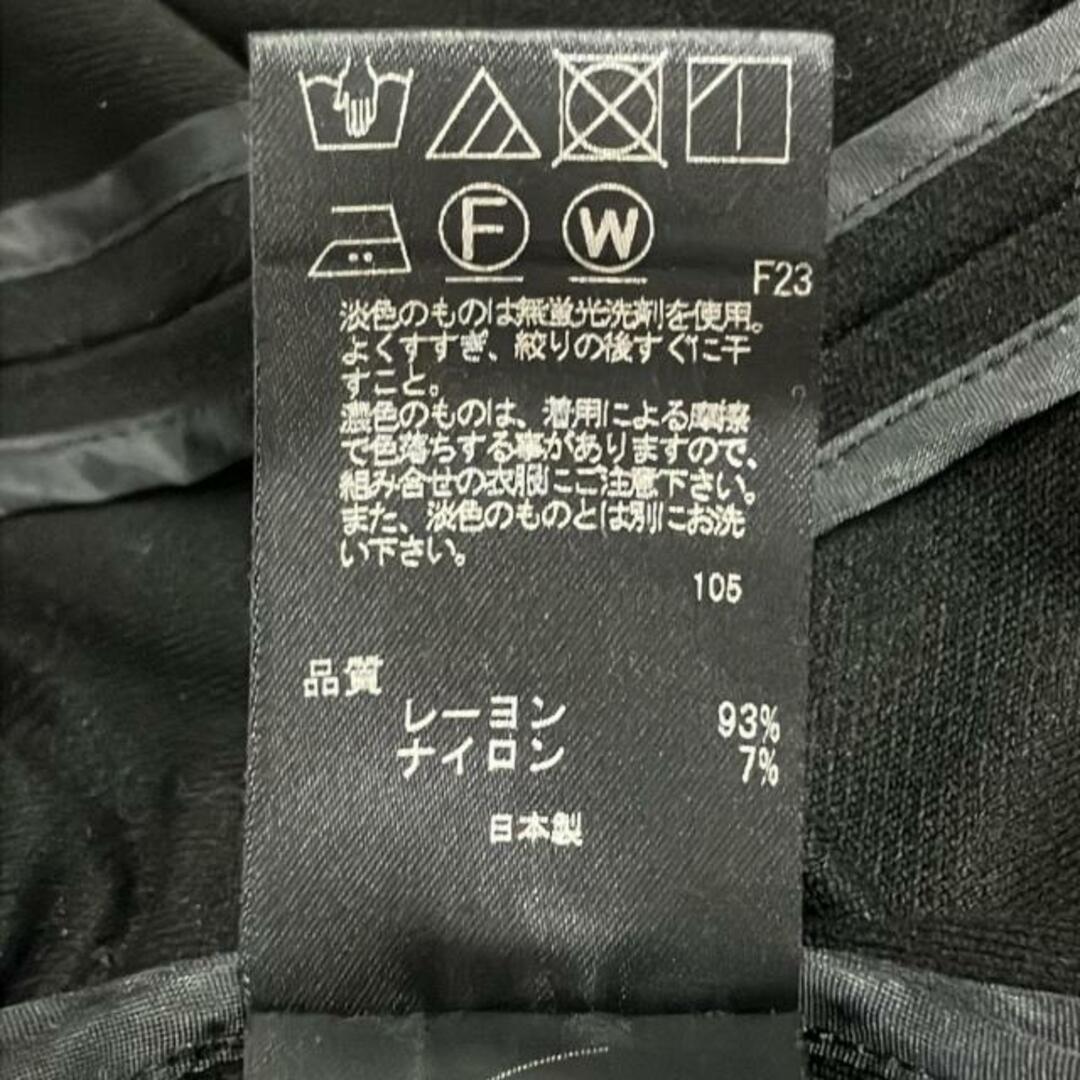 F W
F23
淡色のものは無蛍光洗剤を使用。
よくすすぎ、絞りの後すぐに干
すこと。
濃色のものは、着用による摩擦
で色落ちする事がありますので、
組み合せの衣服にご注意下さい。
また、淡色のものとは別にお洗
い下さい。
105
品質
レーヨン 93%
ナイロン 7%
日本製